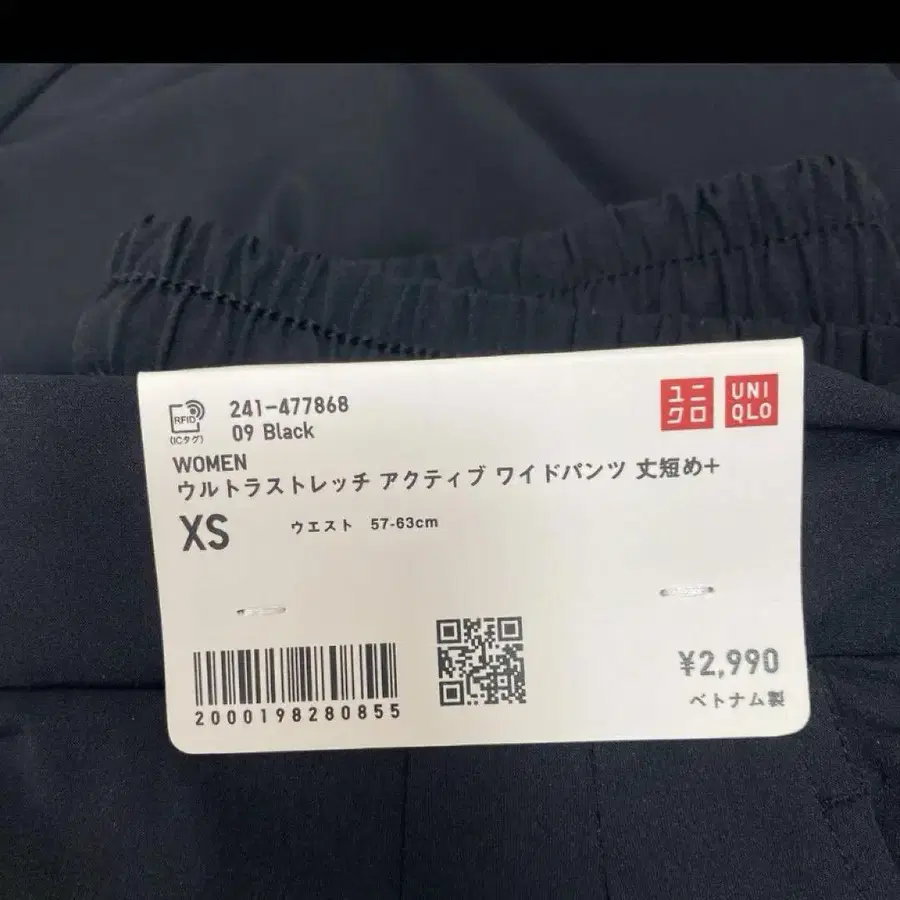 RFID
(ICタグ)
241-477868
09 Black
ユニ
クロ
UNI
QLO
WOMEN
ウルトラストレッチ アクティブ ワイドパンツ 丈短め+
XS
ウエスト 57-63cm
2000198280855
¥2,990
ベトナム製